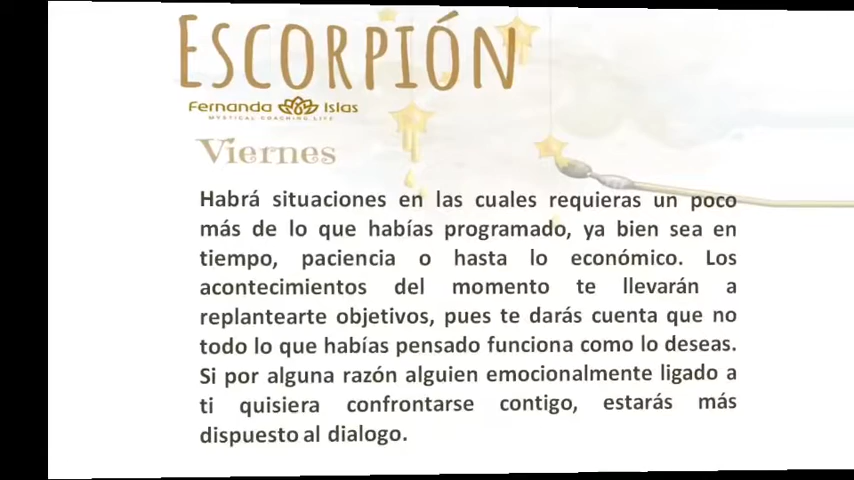 ESCORPIÓN
Fernanda Islas
MYSTICAL COACHING LIFE
Viernes
Habrá situaciones en las cuales requieras un poco
más de lo que habías programado, ya bien sea en
tiempo, paciencia o hasta lo económico. Los
acontecimientos del momento te llevarán a
replantearte objetivos, pues te darás cuenta que no
todo lo que habías pensado funciona como lo deseas.
Si por alguna razón alguien emocionalmente ligado a
ti quisiera confrontarse contigo, estarás más
dispuesto al dialogo.